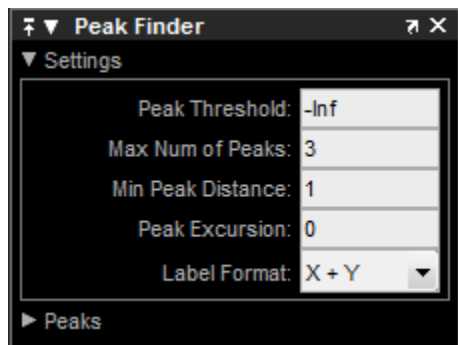 Peak Finder
Settings
Peak Threshold: -Inf
Max Num of Peaks: 3
Min Peak Distance: 1
Peak Excursion: 0
Label Format: X + Y
Peaks